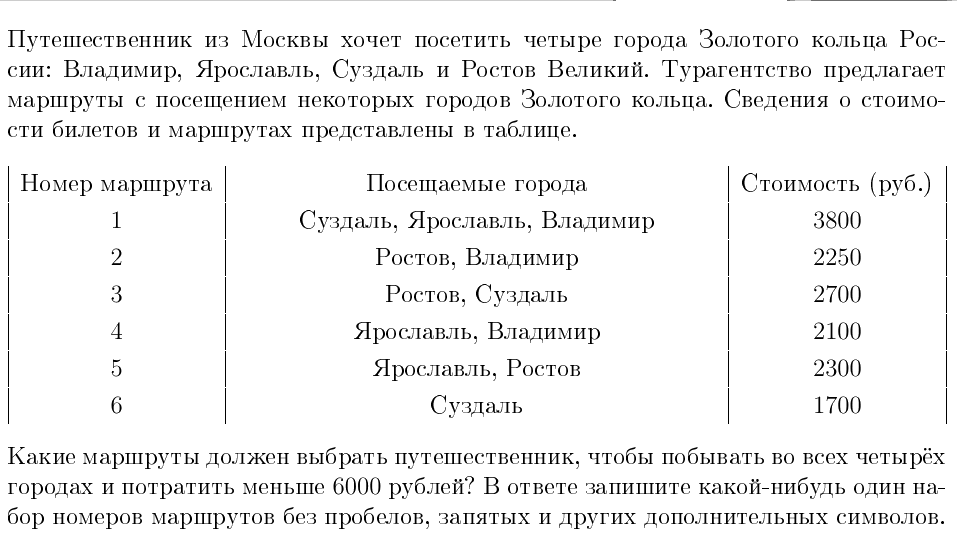 Путешественник из Москвы хочет посетить четыре города Золотого кольца Рос-
сии: Владимир, Ярославль, Суздаль и Ростов Великий. Турагентство предлагает
маршруты с посещением некоторых городов Золотого кольца. Сведения о стоимо-
сти билетов и маршрутах представлены в таблице.
Номер маршрута Посещаемые города Стоимость (руб.)
1 Суздаль, Ярославль, Владимир 3800
2 Ростов, Владимир 2250
3 Ростов, Суздаль 2700
4 Ярославль, Владимир 2100
5 Ярославль, Ростов 2300
6 Суздаль 1700
Какие маршруты должен выбрать путешественник, чтобы побывать во всех четырёх
городах и потратить меньше 6000 рублей? В ответе запишите какой-нибудь один на-
бор номеров маршрутов без пробелов, запятых и других дополнительных символов.